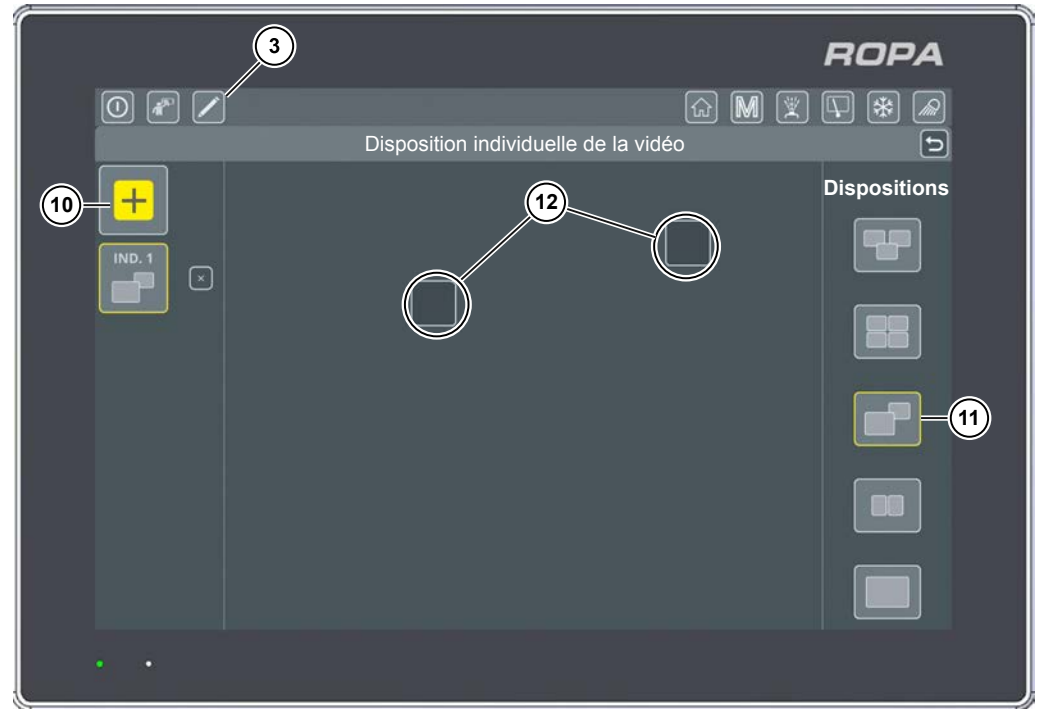 3
ROPA
M
Disposition individuelle de la vidéo
10
12
Dispositions
IND. 1
11